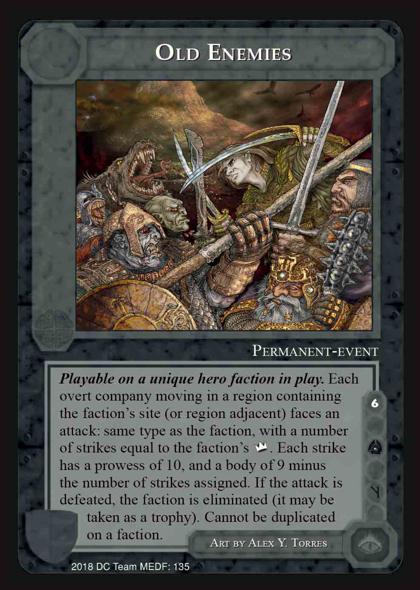 Old Enemies
Permanent-event
Playable on a unique hero faction in play. Each
overt company moving in a region containing
the faction's site (or region adjacent) faces an
attack: same type as the faction, with a number
of strikes equal to the faction's . Each strike
has a prowess of 10, and a body of 9 minus
the number of strikes assigned. If the attack is
defeated, the faction is eliminated (it may be
taken as a trophy). Cannot be duplicated
on a faction.
6
Art by Alex Y. Torres
2018 DC Team MEDF: 135